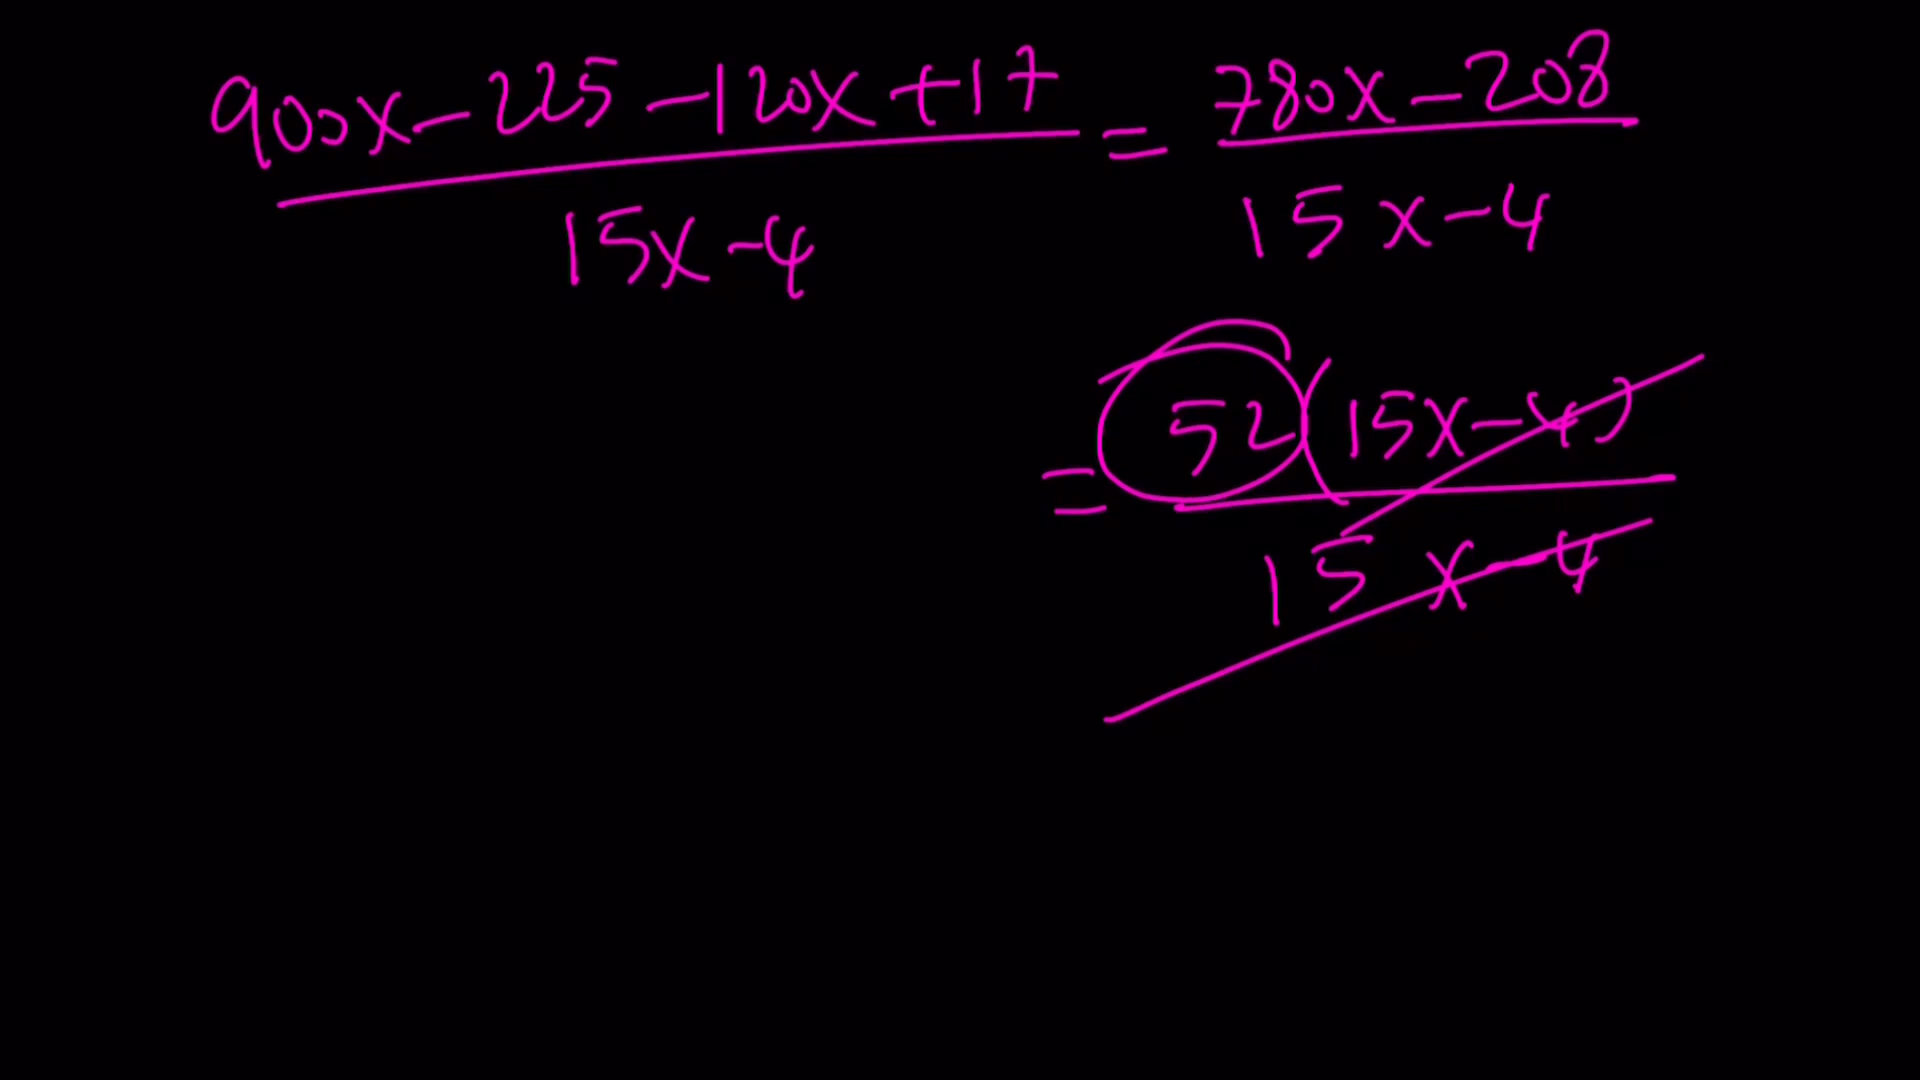 900x-225-120x+17 = 780x-208
15x-4 15x-4
= 52(15x-4)
15x-4